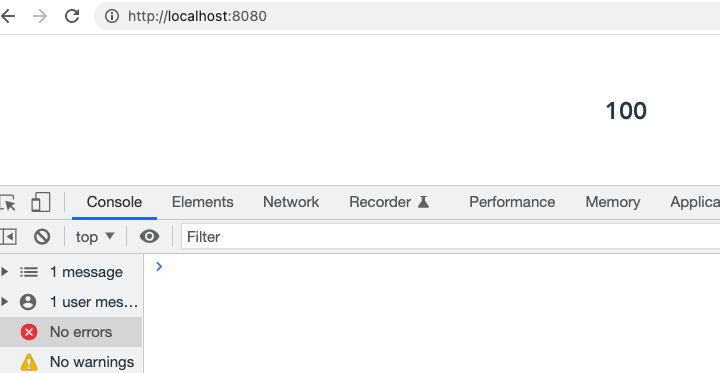 http://localhost:8080
100
Console Elements Network Recorder Performance Memory Applica
top Filter
1 message
1 user mes...
No errors
No warnings